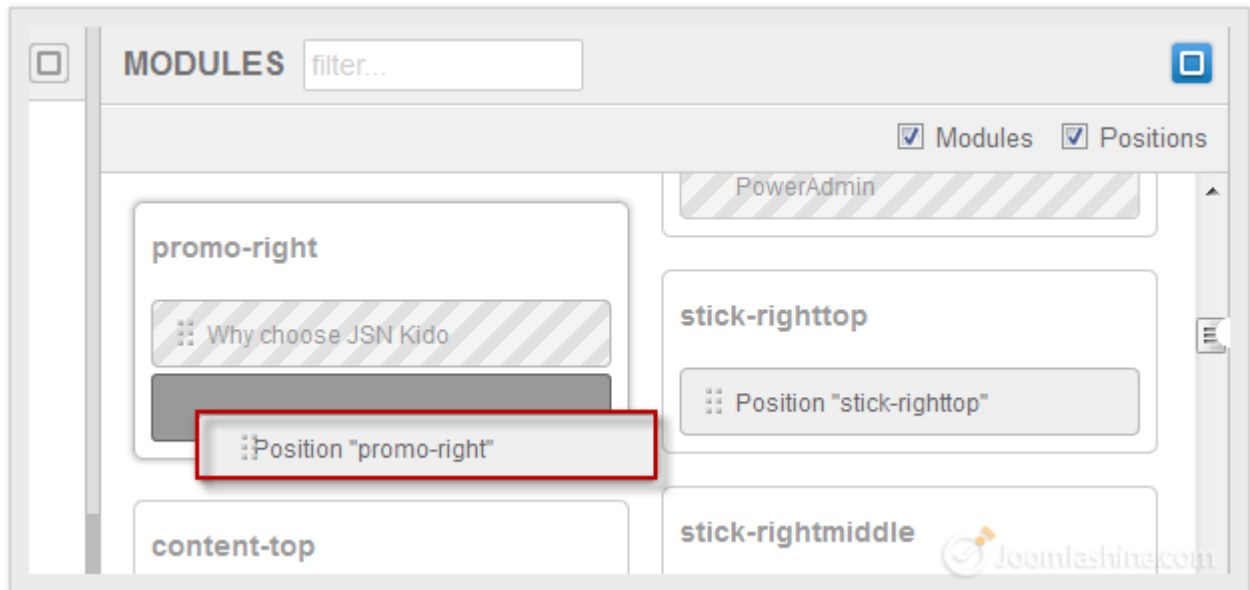 MODULES filter...
Modules Positions
PowerAdmin
promo-right
Why choose JSN Kido
Position "promo-right"
content-top
stick-righttop
Position "stick-righttop"
stick-rightmiddle
Joomlashine.com